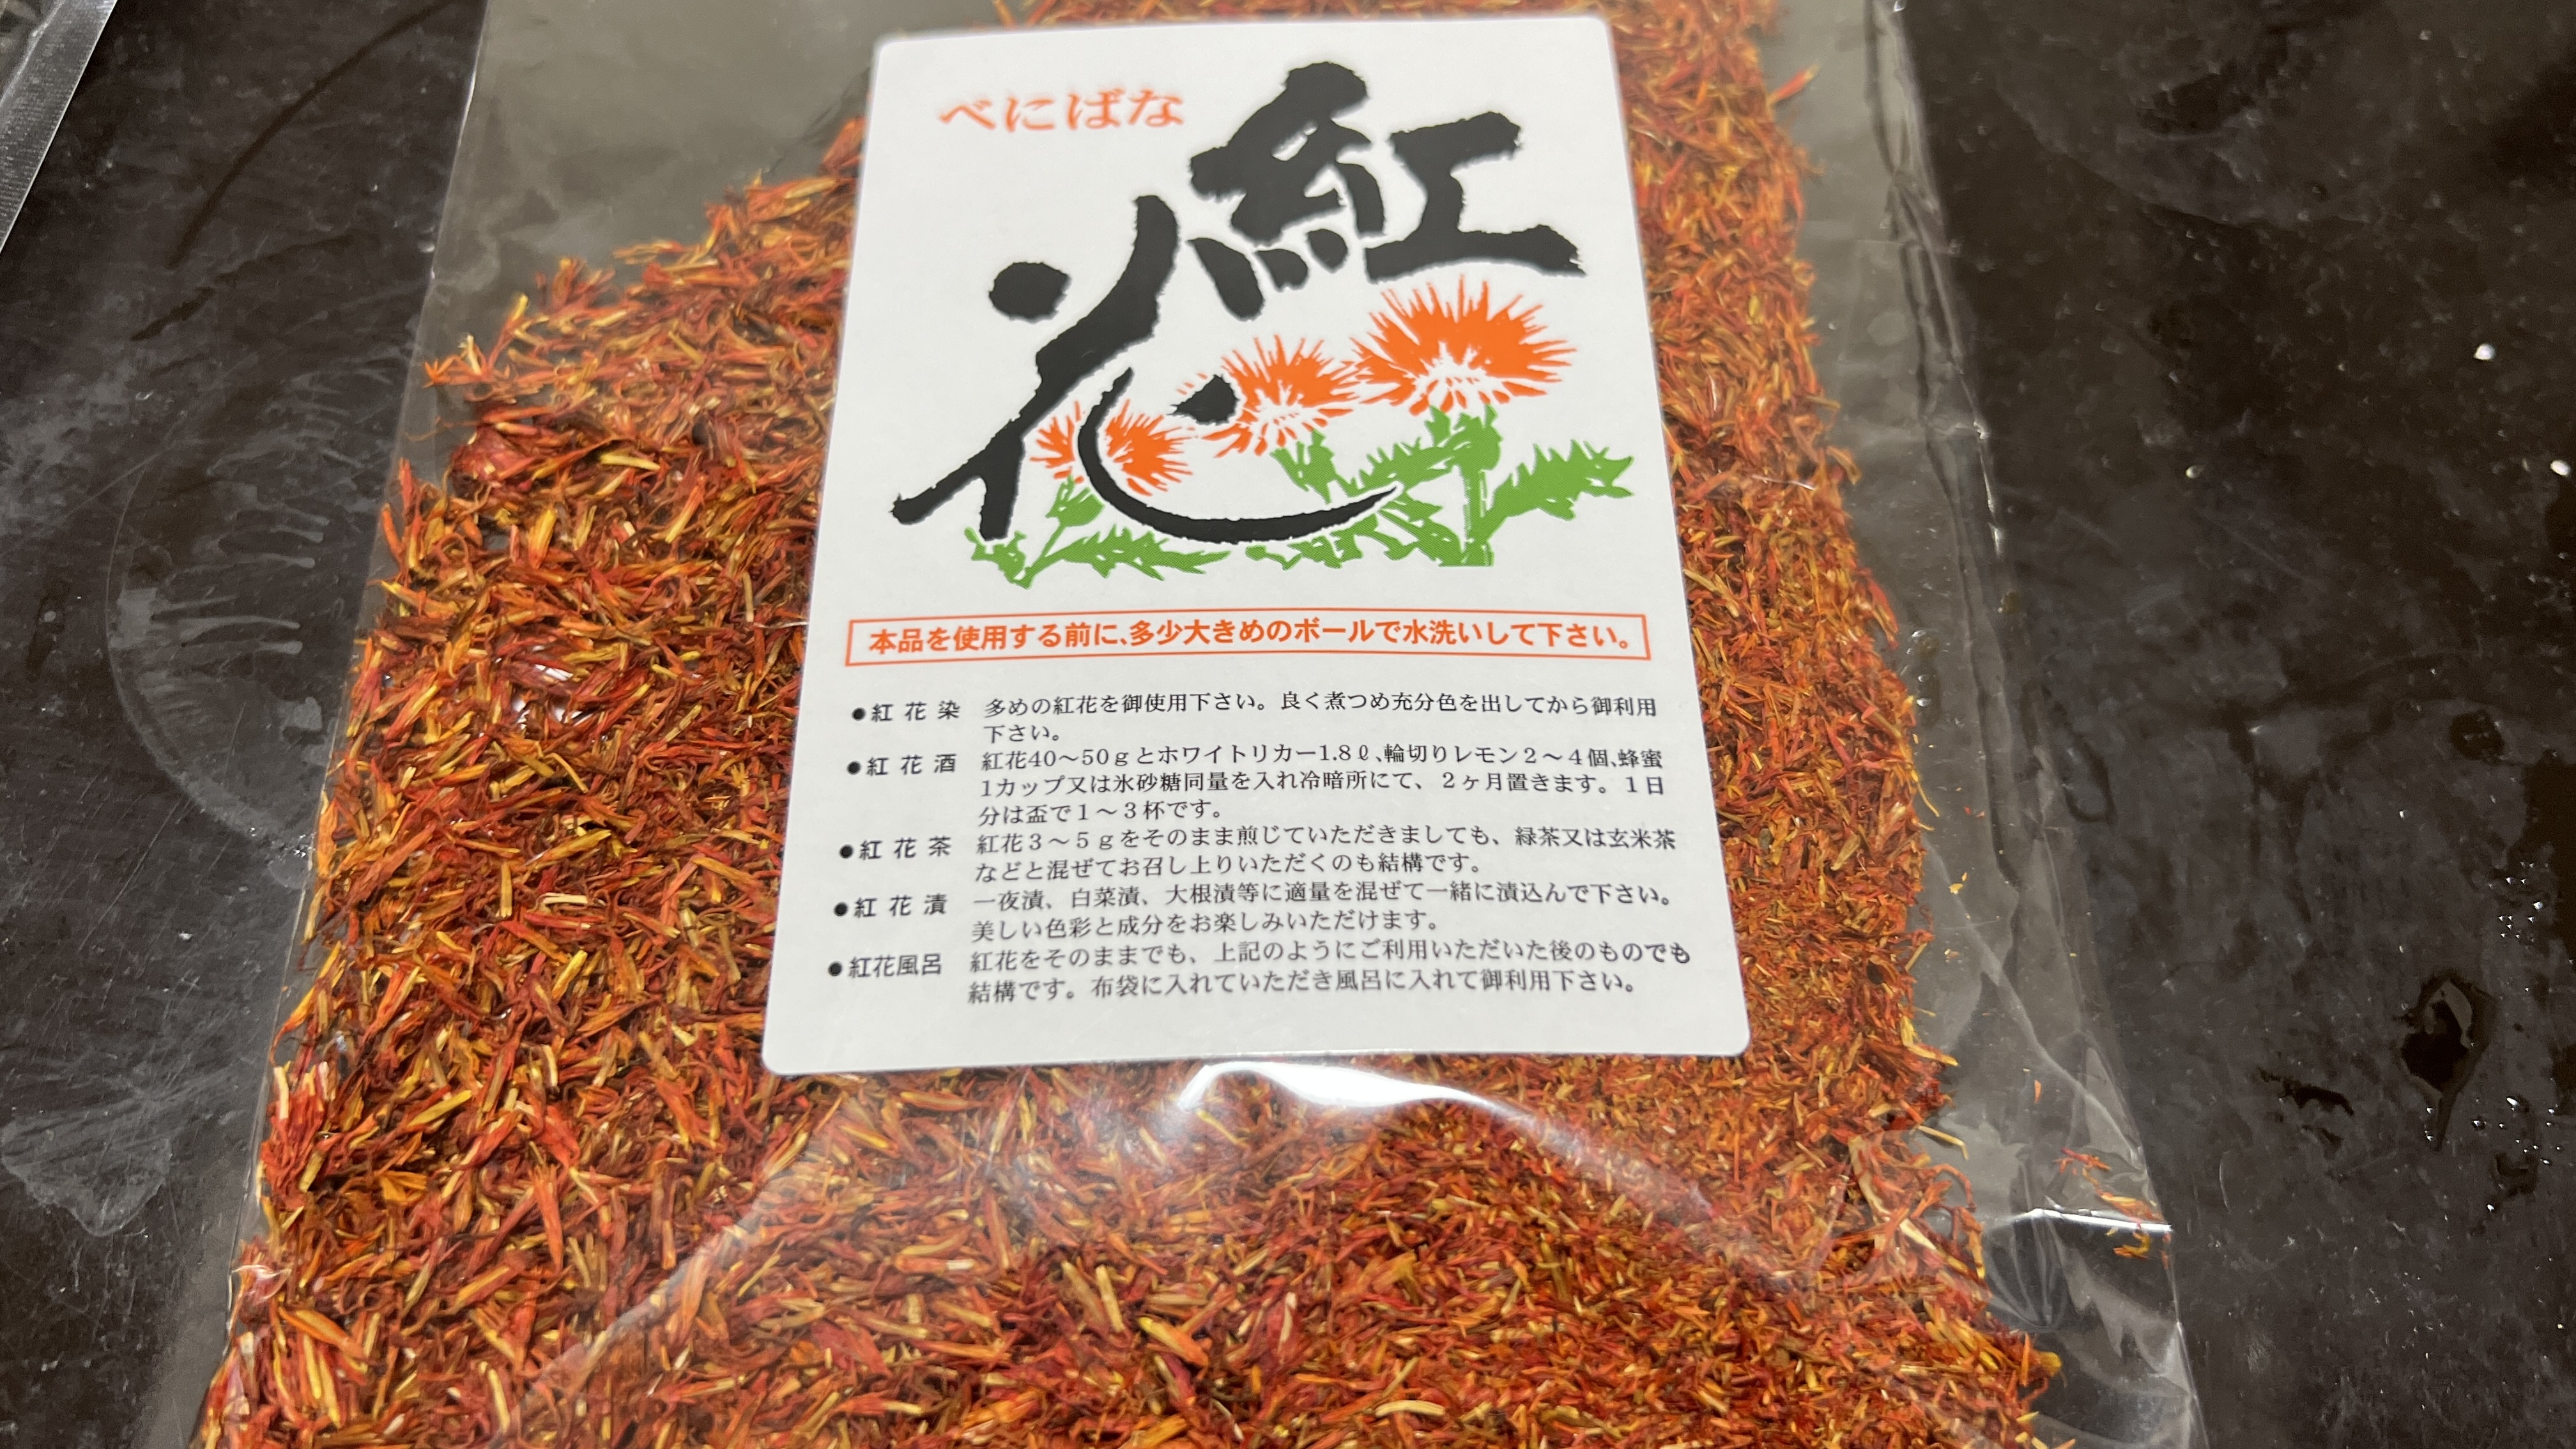 べにばな
紅花
本品を使用する前に、多少大きめのボールで水洗いして下さい。
●紅花染 多めの紅花を御使用下さい。良く煮つめ充分色を出してから御利用
下さい。
●紅花酒 紅花40～50gとホワイトリカー1.8ℓ、輪切りレモン2～4個、蜂蜜
1カップ又は氷砂糖同量を入れ冷暗所にて、2ヶ月置きます。1日
分は盃で1～3杯です。
●紅花茶 紅花3～5gをそのまま煎じていただきましても、緑茶又は玄米茶
などと混ぜてお召し上りいただくのも結構です。
●紅花漬 一夜漬、白菜漬、大根漬等に適量を混ぜて一緒に漬込んで下さい。
美しい色彩と成分をお楽しみいただけます。
●紅花風呂 紅花をそのままでも、上記のようにご利用いただいた後のものでも
結構です。布袋に入れていただき風呂に入れて御利用下さい。